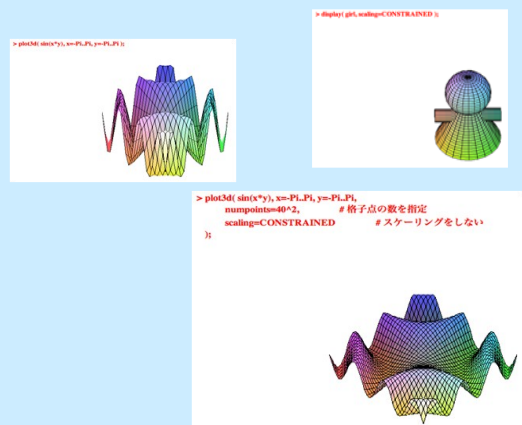 > plot3d( sin(x*y), x=-Pi..Pi, y=-Pi..Pi );
> display( girl, scaling=CONSTRAINED );
> plot3d( sin(x*y), x=-Pi..Pi, y=-Pi..Pi,
numpoints=40^2, # 格子点の数を指定
scaling=CONSTRAINED # スケーリングをしない
);